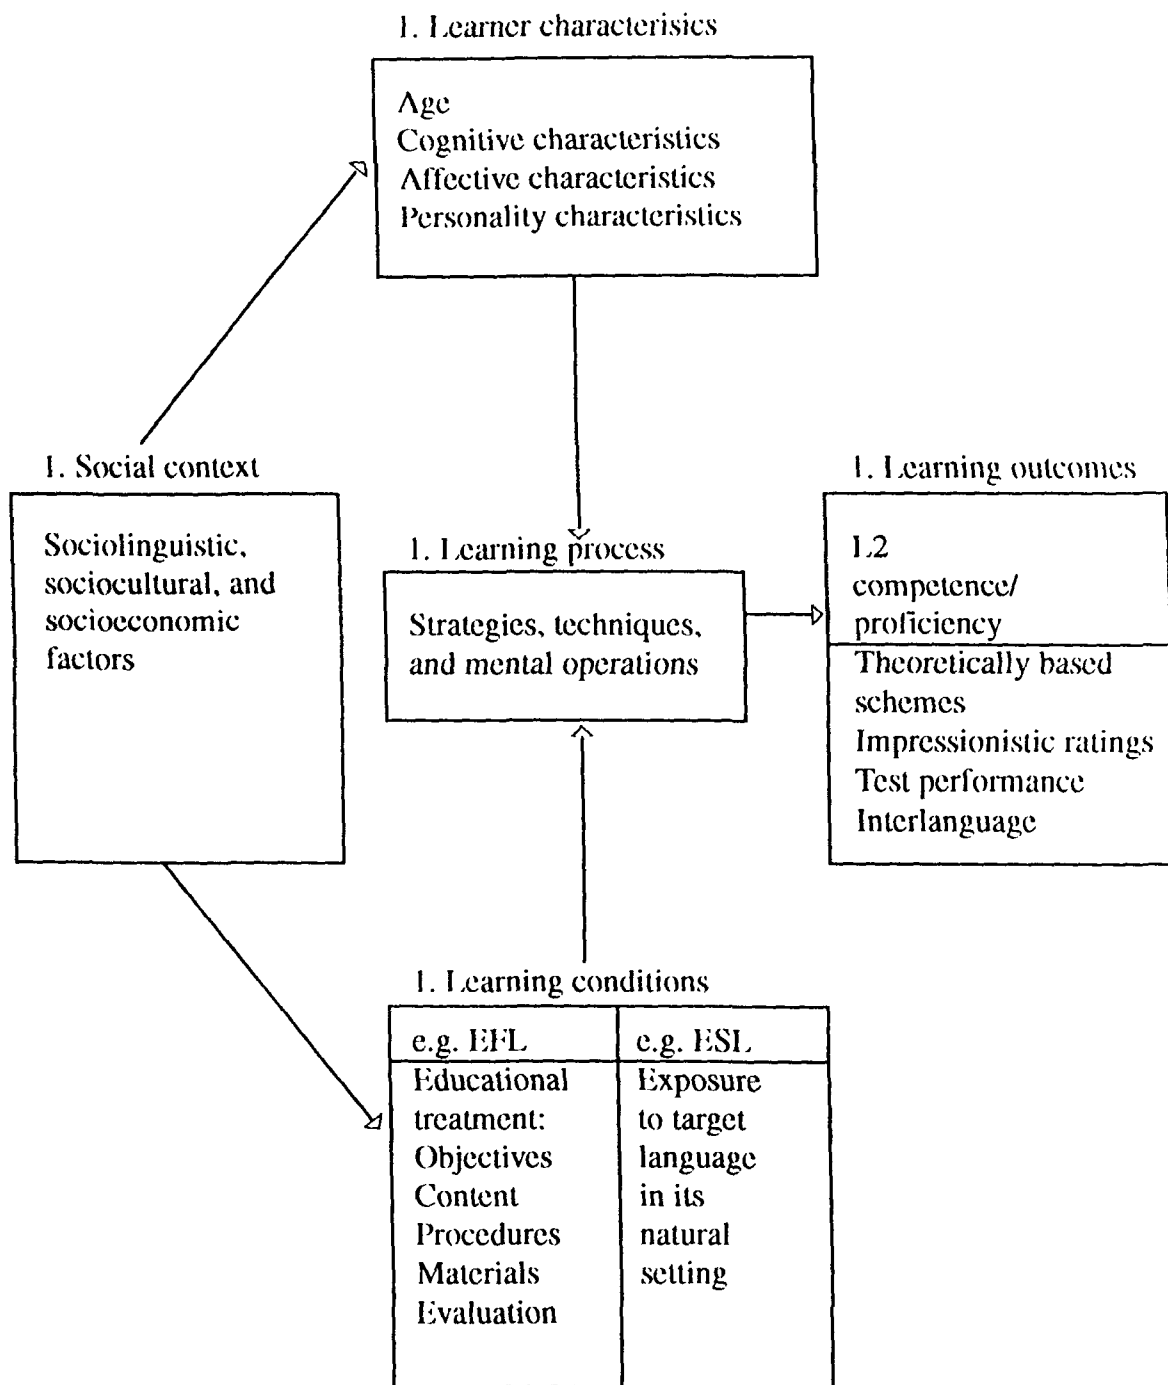 1. Learner characterisics
Age
Cognitive characteristics
Affective characteristics
Personality characteristics
1. Social context
Sociolinguistic,
sociocultural, and
socioeconomic
factors
1. Learning process
Strategies, techniques,
and mental operations
1. Learning outcomes
L2
competence/
proficiency
Theoretically based
schemes
Impressionistic ratings
Test performance
Interlanguage
1. Learning conditions
e.g. EFL
Educational
treatment:
Objectives
Content
Procedures
Materials
Evaluation
e.g. ESL
Exposure
to target
language
in its
natural
setting